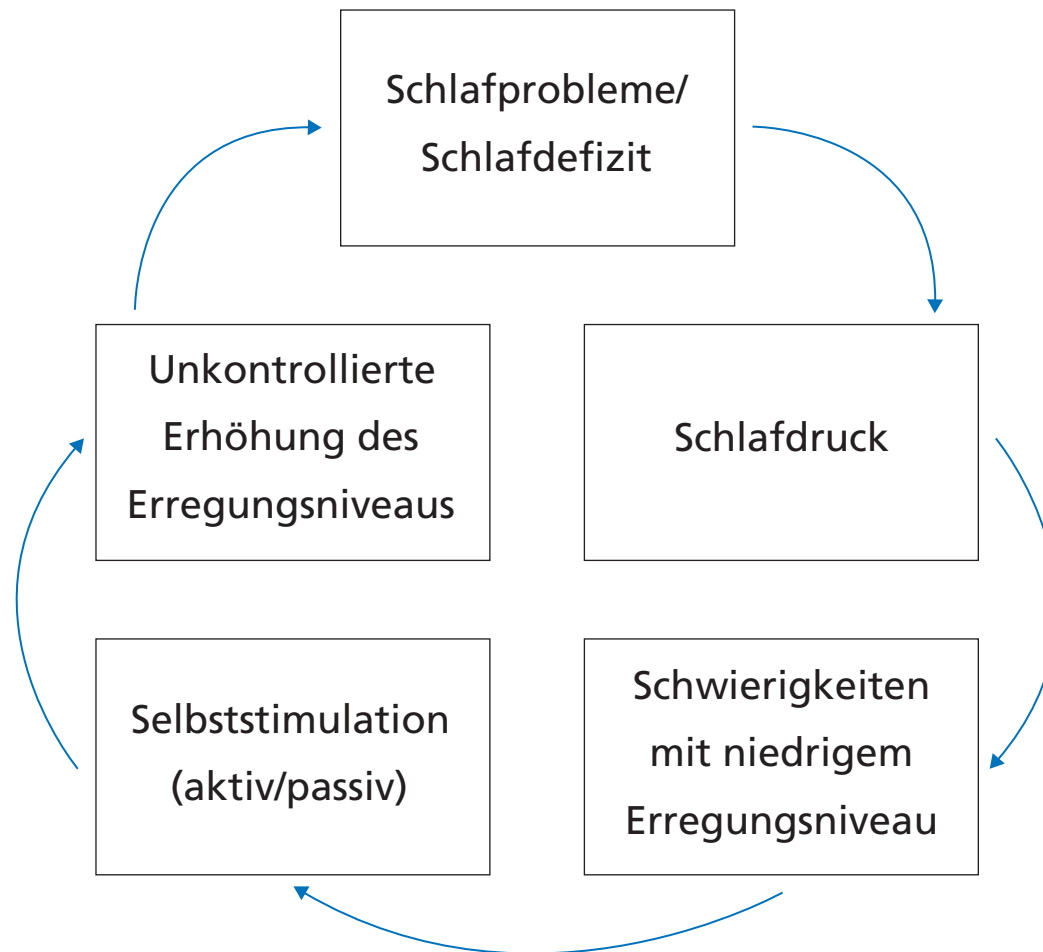 Schlafprobleme/
Schlafdefizit
Unkontrollierte
Erhöhung des
Erregungsniveaus
Schlafdruck
Selbststimulation
(aktiv/passiv)
Schwierigkeiten
mit niedrigem
Erregungsniveau